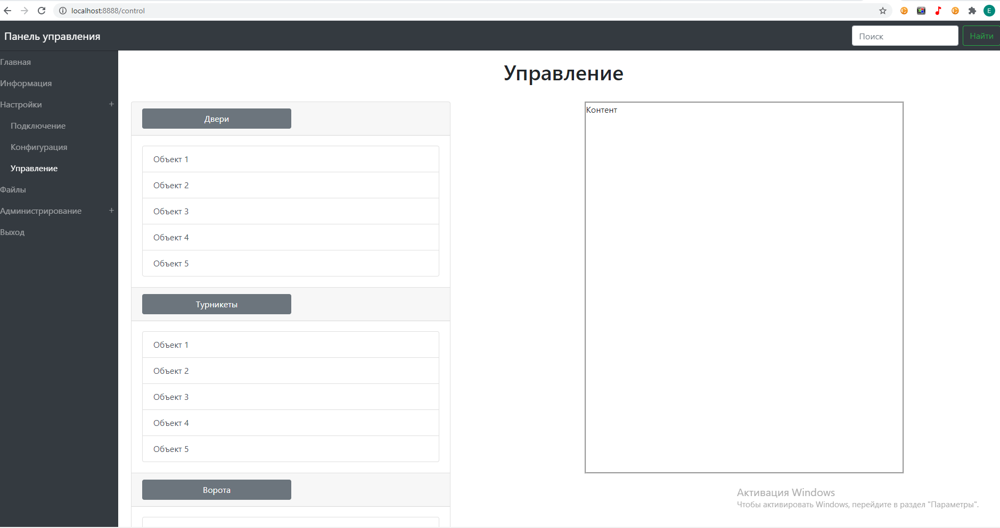 localhost:8888/control
E
Панель управления
Поиск
Найти
Главная
Информация
Настройки +
Подключение
Конфигурация
Управление
Файлы
Администрирование +
Выход
Управление
Двери
Объект 1
Объект 2
Объект 3
Объект 4
Объект 5
Турникеты
Объект 1
Объект 2
Объект 3
Объект 4
Объект 5
Ворота
Контент
Активация Windows
Чтобы активировать Windows, перейдите в раздел "Параметры".